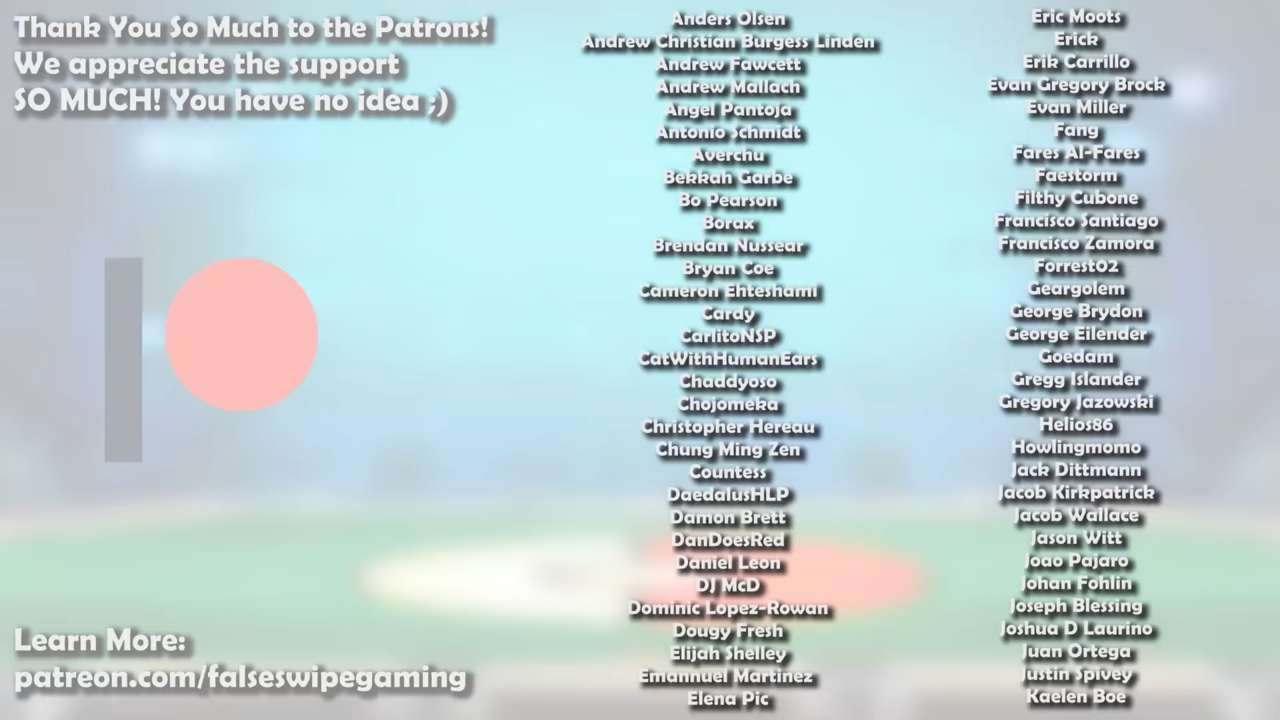 Thank You So Much to the Patrons!
We appreciate the support
SO MUCH! You have no idea ;)
Learn More:
patreon.com/falseswipegaming
Anders Olsen
Andrew Christian Burgess Linden
Andrew Fawcett
Andrew Mallach
Angel Pantoja
Antonio Schmidt
Averchu
Bekkah Garbe
Bo Pearson
Borax
Brendan Nussear
Bryan Coe
Cameron Ehteshami
Cardy
CarlitoNSP
CatWithHumanEars
Chaddyoso
Chojomeka
Christopher Hereau
Chung Ming Zen
Countess
DaedalusHLP
Damon Brett
DanDoesRed
Daniel Leon
DJ McD
Dominic Lopez-Rowan
Dougy Fresh
Elijah Shelley
Emannuel Martinez
Elena Pic
Eric Moots
Erick
Erik Carrillo
Evan Gregory Brock
Evan Miller
Fang
Fares Al-Fares
Faestorm
Filthy Cubone
Francisco Santiago
Francisco Zamora
Forrest02
Geargolem
George Brydon
George Eilender
Goedam
Gregg Islander
Gregory Jazowski
Helios86
Howlingmomo
Jack Dittmann
Jacob Kirkpatrick
Jacob Wallace
Jason Witt
Joao Pajaro
Johan Fohlin
Joseph Blessing
Joshua D Laurino
Juan Ortega
Justin Spivey
Kaelen Boe